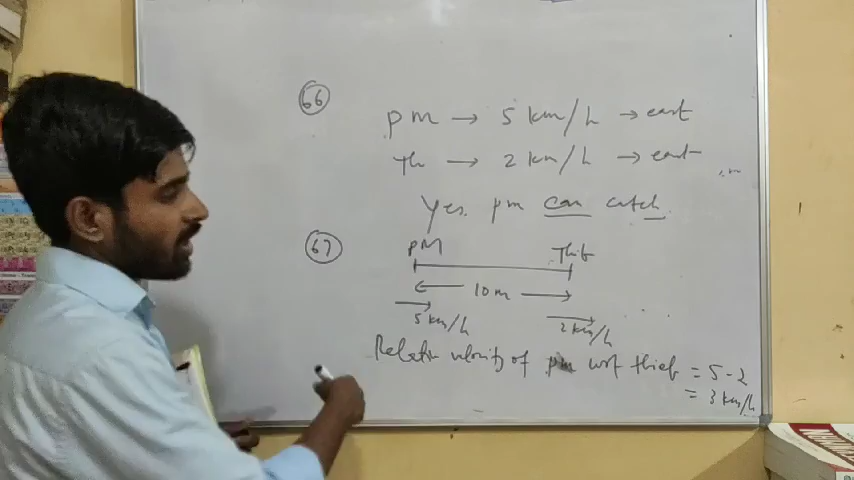 66
PM → 5 km/h → east
Th → 2 km/h → east
Yes. PM can catch.
67
PM Thief
← 10m →
5 km/h 2 km/h
Relative velocity of PM wrt thief = 5 - 2
= 3 km/h